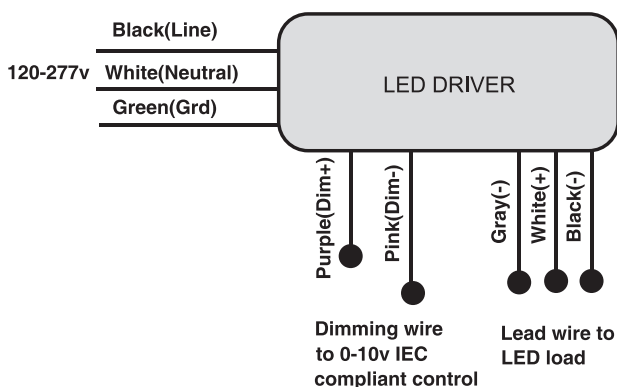 Black(Line)
120-277v White(Neutral)
Green(Grd)
LED DRIVER
Purple(Dim+)
Pink(Dim-)
Gray(-)
White(+)
Black(-)
Dimming wire
to 0-10v IEC
compliant control
Lead wire to
LED load